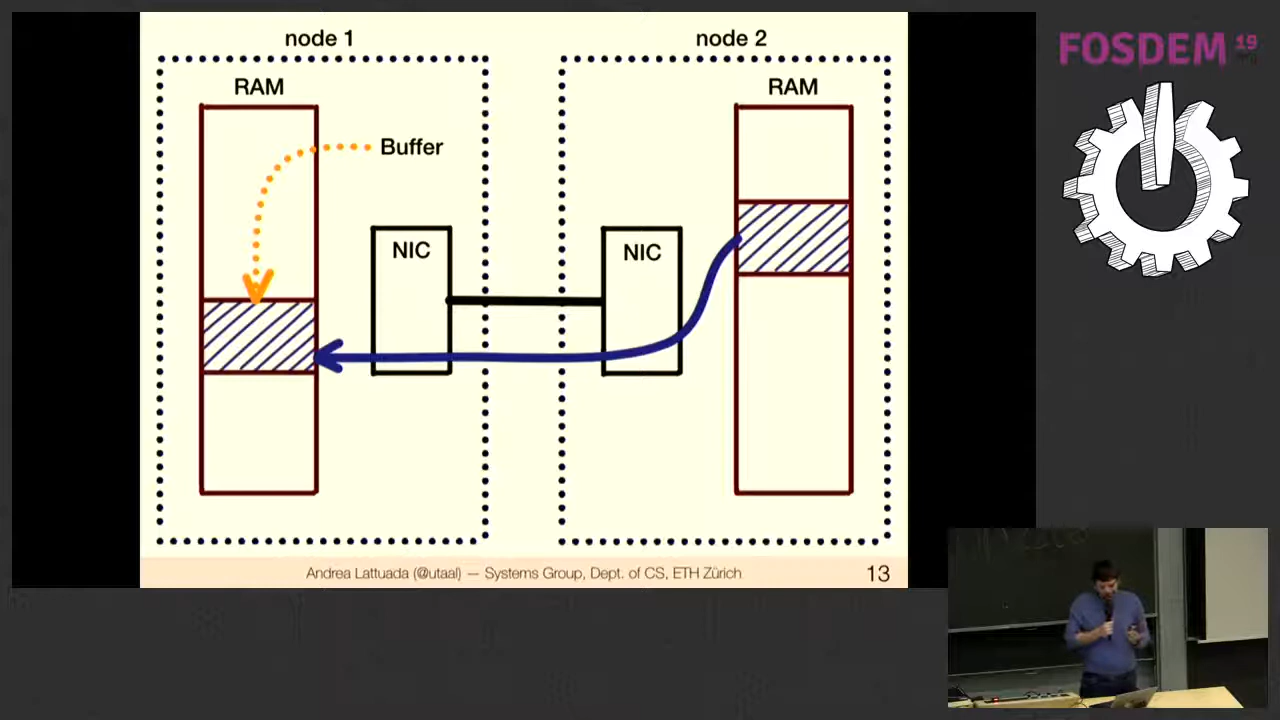 node 1
node 2
RAM
RAM
Buffer
NIC
NIC
Andrea Lattuada (@utaal) — Systems Group, Dept. of CS, ETH Zürich
13
FOSDEM 19